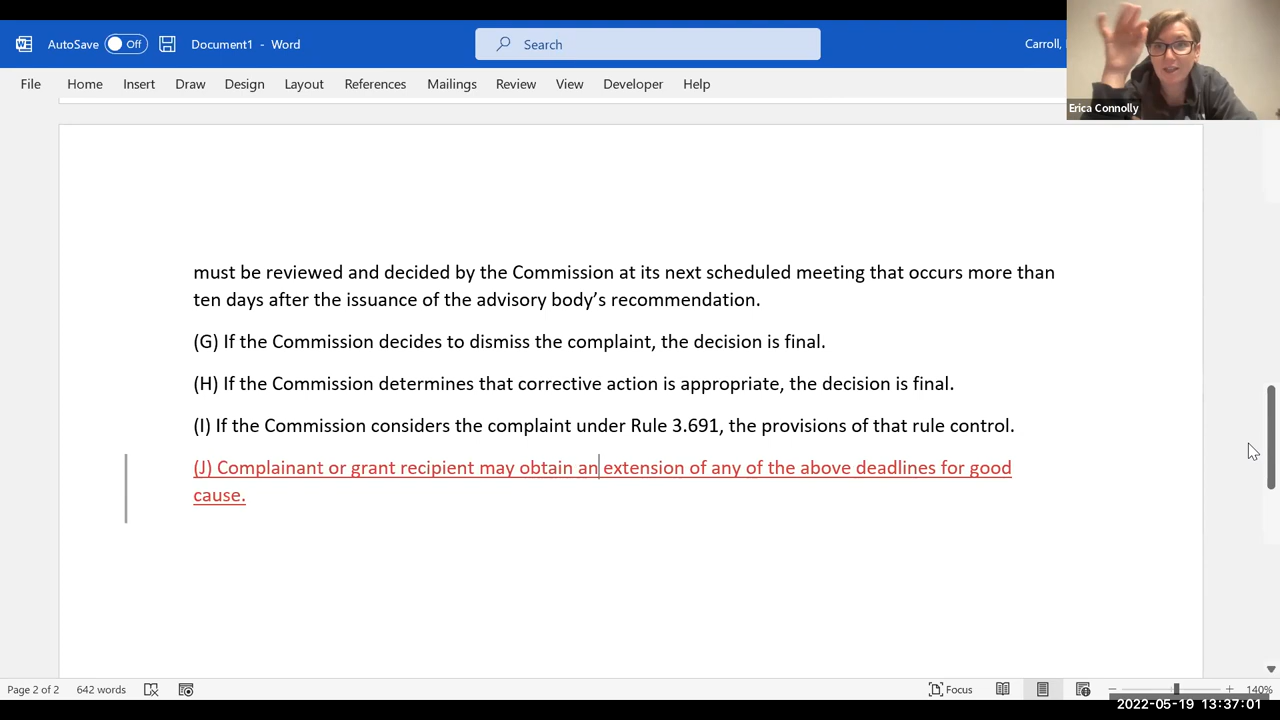 AutoSave Off Document1 - Word Search Carroll,
Erica Connolly
File Home Insert Draw Design Layout References Mailings Review View Developer Help
must be reviewed and decided by the Commission at its next scheduled meeting that occurs more than
ten days after the issuance of the advisory body’s recommendation.
(G) If the Commission decides to dismiss the complaint, the decision is final.
(H) If the Commission determines that corrective action is appropriate, the decision is final.
(I) If the Commission considers the complaint under Rule 3.691, the provisions of that rule control.
(J) Complainant or grant recipient may obtain an extension of any of the above deadlines for good
cause.
Page 2 of 2 642 words Focus 140%
2022-05-19 13:37:01